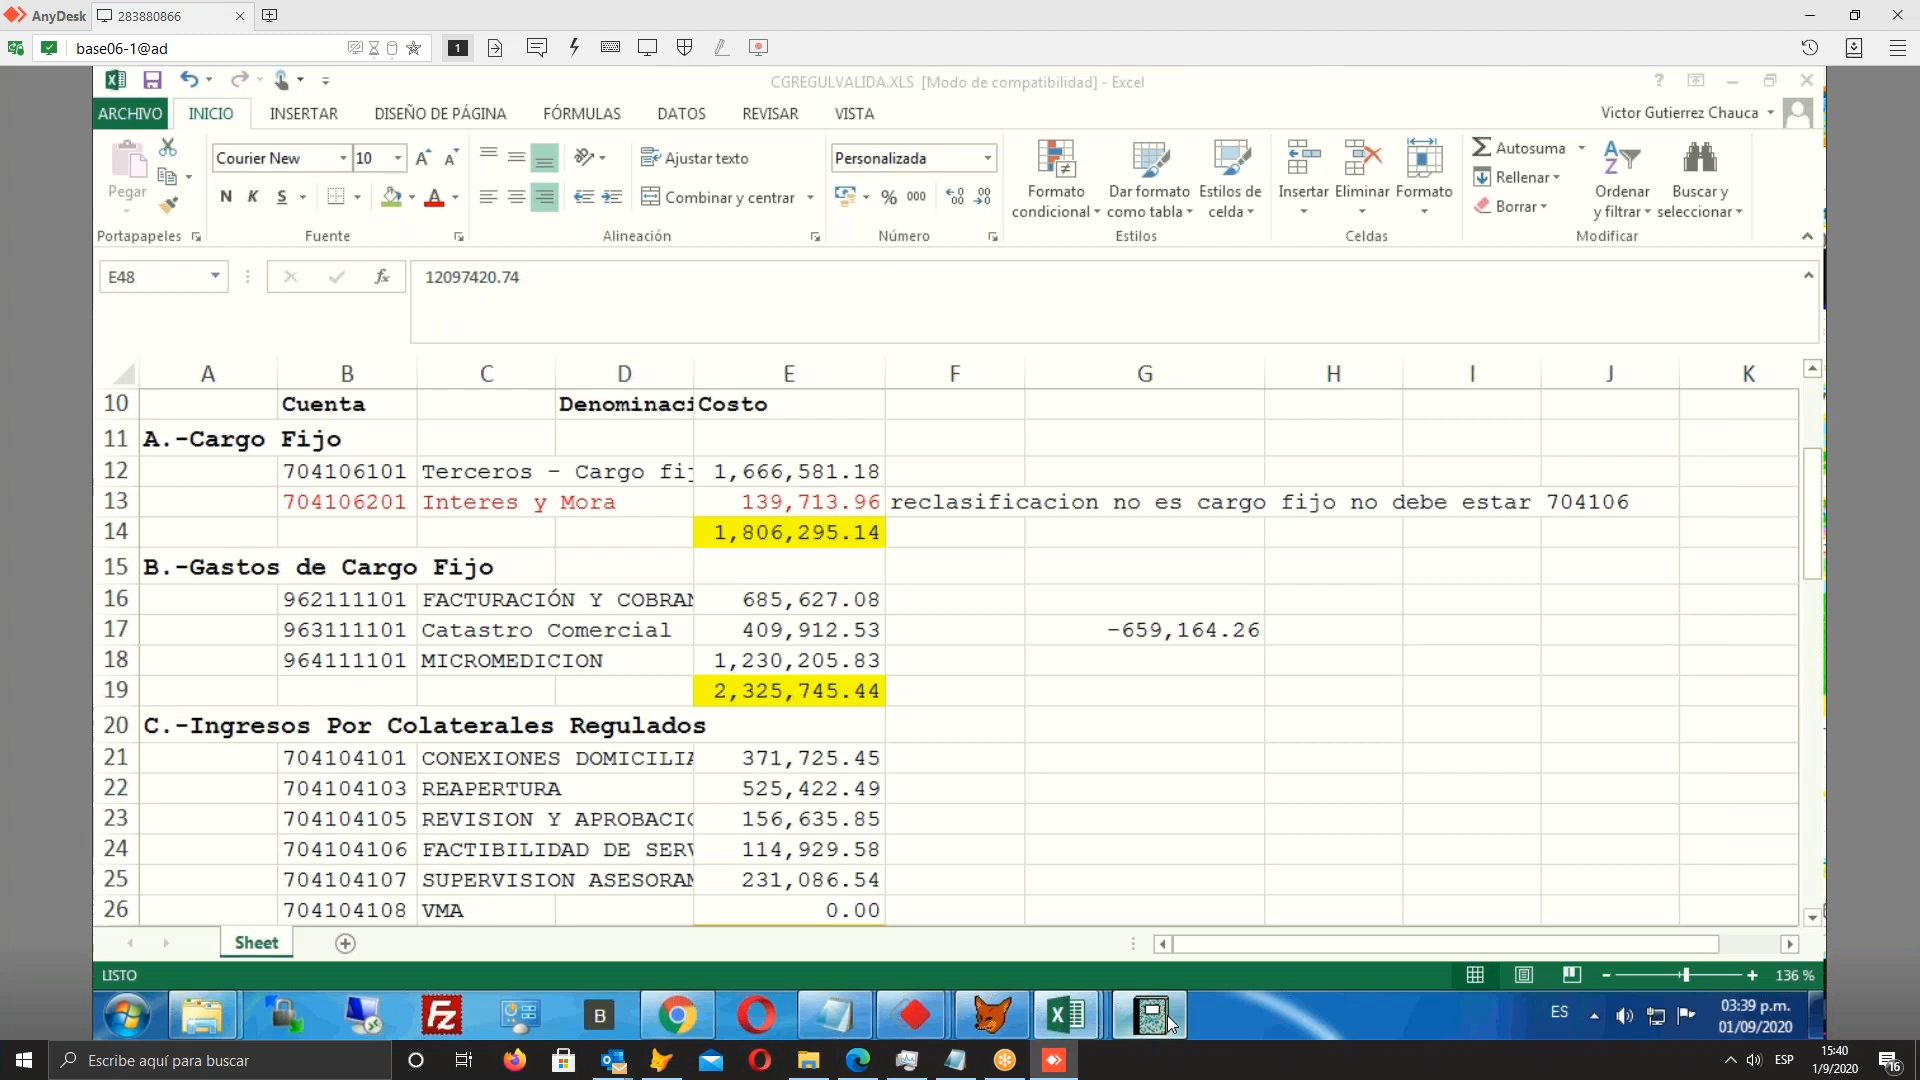 AnyDesk 283880866
base06-1@ad 1
CGREGULVALIDA.XLS [Modo de compatibilidad] - Excel
ARCHIVO INICIO INSERTAR DISEÑO DE PÁGINA FÓRMULAS DATOS REVISAR VISTA Victor Gutierrez Chauca
Pegar Courier New 10 Ajustar texto Personalizada Autosuma
N K S Combinar y centrar % 000 Formato condicional Dar formato como tabla Estilos de celda Insertar Eliminar Formato Rellenar Borrar Ordenar y filtrar Buscar y seleccionar
Portapapeles Fuente Alineación Número Estilos Celdas Modificar
E48 fx 12097420.74
A B C D E F G H I J K
10 Cuenta Denominaci Costo
11 A.-Cargo Fijo
12 704106101 Terceros - Cargo fij 1,666,581.18
13 704106201 Interes y Mora 139,713.96 reclasificacion no es cargo fijo no debe estar 704106
14 1,806,295.14
15 B.-Gastos de Cargo Fijo
16 962111101 FACTURACIÓN Y COBRAN 685,627.08
17 963111101 Catastro Comercial 409,912.53 -659,164.26
18 964111101 MICROMEDICION 1,230,205.83
19 2,325,745.44
20 C.-Ingresos Por Colaterales Regulados
21 704104101 CONEXIONES DOMICILIA 371,725.45
22 704104103 REAPERTURA 525,422.49
23 704104105 REVISION Y APROBACIO 156,635.85
24 704104106 FACTIBILIDAD DE SERV 114,929.58
25 704104107 SUPERVISION ASESORAM 231,086.54
26 704104108 VMA 0.00
Sheet
LISTO 136 %
ES 03:39 p.m.
01/09/2020
Escribe aquí para buscar ESP 15:40
1/9/2020 16